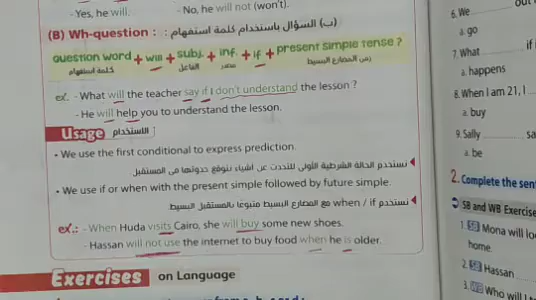 - Yes, he will.
- No, he will not (won't).
(B) Wh-question : : السؤال باستخدام كلمة استفهام (ب)
question word + will + subj. + inf. + if + present simple tense ?
كلمة استفهام
الفاعل
مصدر
زمن المضارع البسيط
ex. - What will the teacher say if I don't understand the lesson ?
- He will help you to understand the lesson.
Usage الاستخدام
• We use the first conditional to express prediction.
نستخدم الحالة الشرطية الأولى للتحدث عن أشياء يتوقع حدوثها في المستقبل
• We use if or when with the present simple followed by future simple.
نستخدم when / if مع المضارع البسيط متبوعًا بالمستقبل البسيط
ex.: - When Huda visits Cairo, she will buy some new shoes.
- Hassan will not use the internet to buy food when he is older.
Exercises on Language
6. We
a. go
7. What if
a. happens
8. When I am 21, I
a. buy
9. Sally
a. be
2. Complete the sen
SB and WB Exercise
1. Mona will lo
home.
2. Hassan
3. Who will